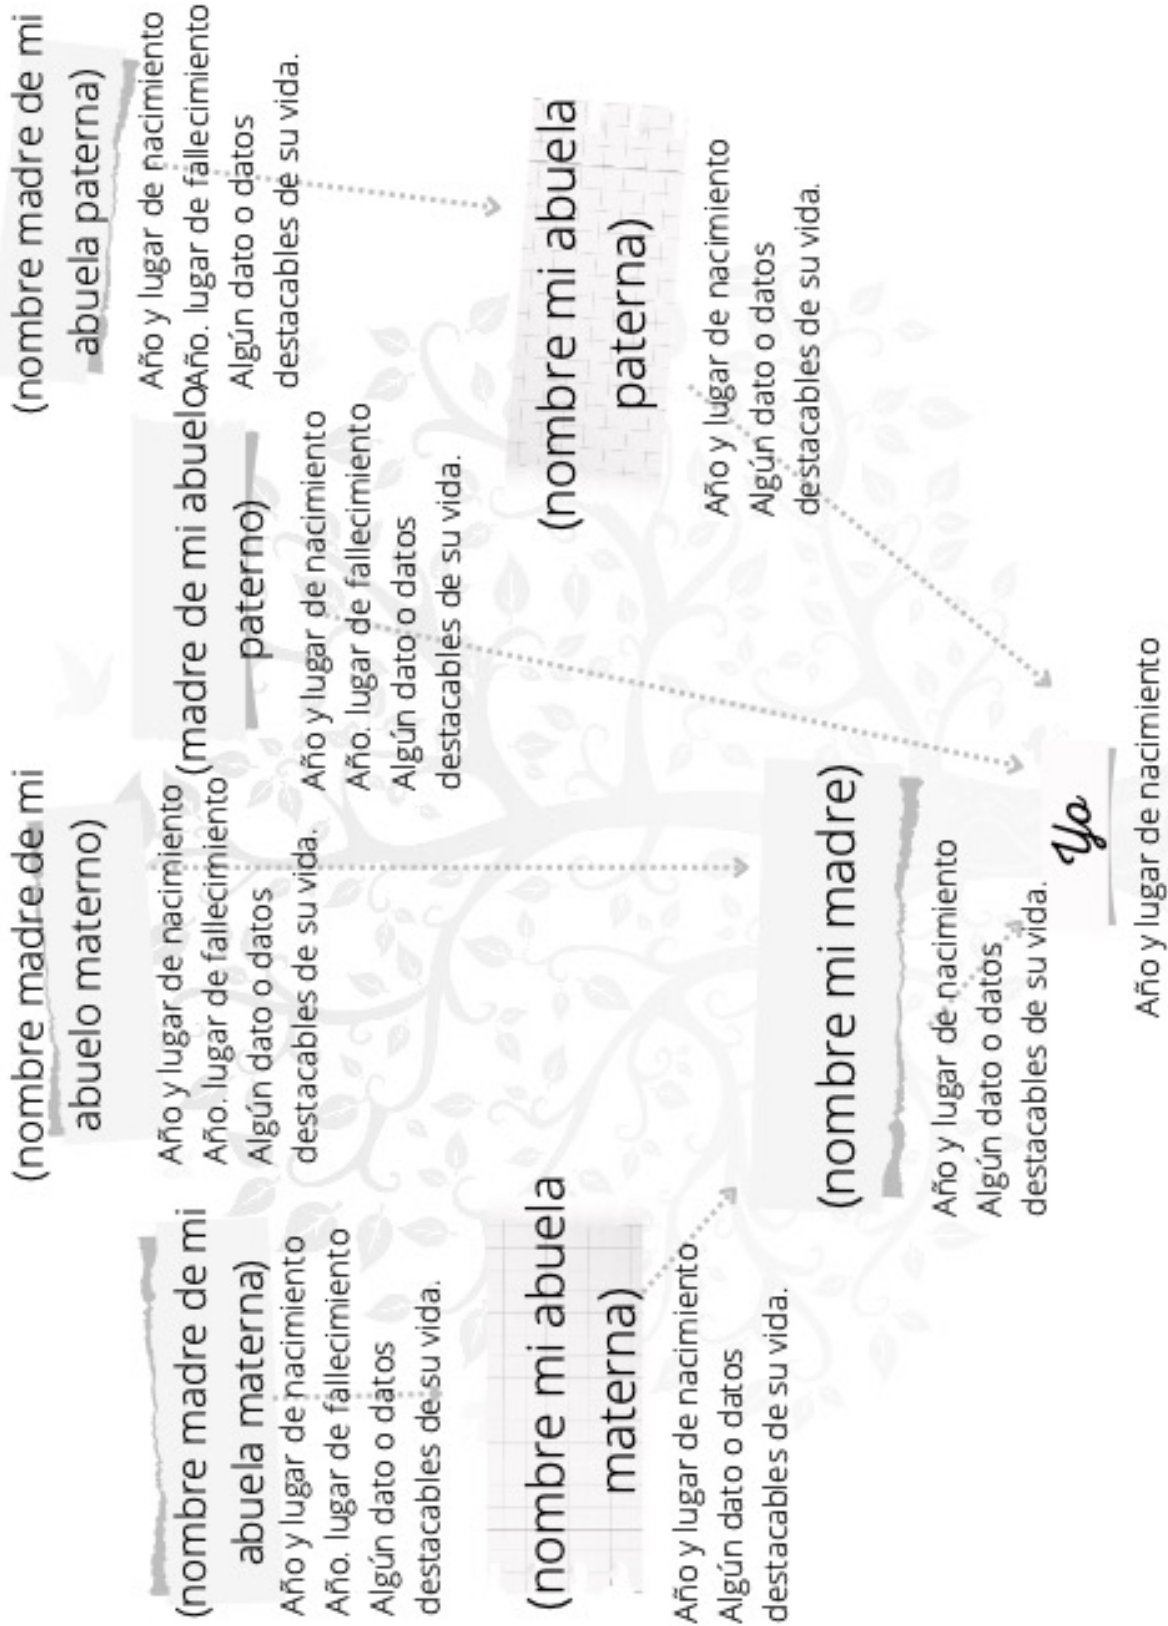 (nombre madre de mi
abuela materna)
Año y lugar de nacimiento
Año. lugar de fallecimiento
Algún dato o datos
destacables de su vida.
(nombre madre de mi
abuelo materno)
Año y lugar de nacimiento
Año. lugar de fallecimiento
Algún dato o datos
destacables de su vida.
(madre de mi abuelo
paterno)
Año y lugar de nacimiento
Año. lugar de fallecimiento
Algún dato o datos
destacables de su vida.
(nombre madre de mi
abuela paterna)
Año y lugar de nacimiento
Año. lugar de fallecimiento
Algún dato o datos
destacables de su vida.
(nombre mi abuela
materna)
Año y lugar de nacimiento
Algún dato o datos
destacables de su vida.
(nombre mi abuela
paterna)
Año y lugar de nacimiento
Algún dato o datos
destacables de su vida.
(nombre mi madre)
Año y lugar de nacimiento
Algún dato o datos
destacables de su vida.
Yo
Año y lugar de nacimiento